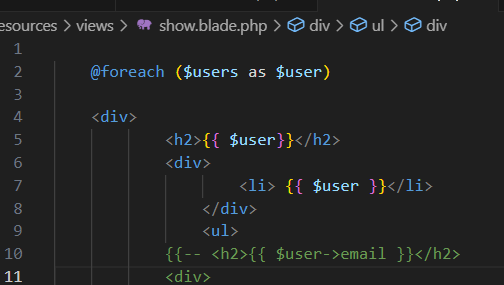 esources > views > show.blade.php > div > ul > div
1
2 @foreach ($users as $user)
3
4 <div>
5 <h2>{{ $user}}</h2>
6 <div>
7 <li> {{ $user }}</li>
8 </div>
9 <ul>
10 {{-- <h2>{{ $user->email }}</h2>
11 <div>